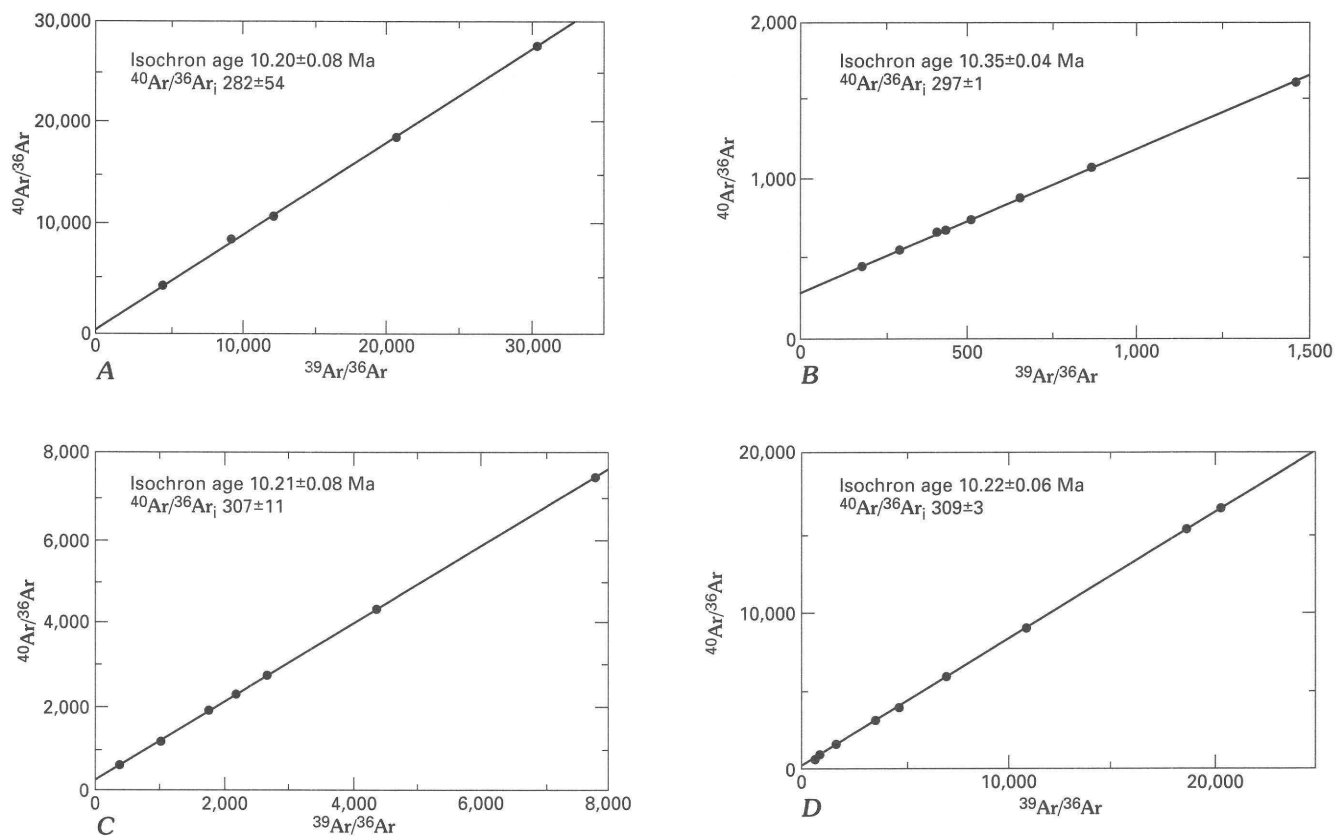 30,000
20,000
10,000
0
⁴⁰Ar/³⁶Ar
Isochron age 10.20±0.08 Ma
⁴⁰Ar/³⁶Arᵢ 282±54
0 10,000 20,000 30,000
³⁹Ar/³⁶Ar
A
2,000
1,000
0
⁴⁰Ar/³⁶Ar
Isochron age 10.35±0.04 Ma
⁴⁰Ar/³⁶Arᵢ 297±1
0 500 1,000 1,500
³⁹Ar/³⁶Ar
B
8,000
6,000
4,000
2,000
0
⁴⁰Ar/³⁶Ar
Isochron age 10.21±0.08 Ma
⁴⁰Ar/³⁶Arᵢ 307±11
0 2,000 4,000 6,000 8,000
³⁹Ar/³⁶Ar
C
20,000
10,000
0
⁴⁰Ar/³⁶Ar
Isochron age 10.22±0.06 Ma
⁴⁰Ar/³⁶Arᵢ 309±3
0 10,000 20,000
³⁹Ar/³⁶Ar
D